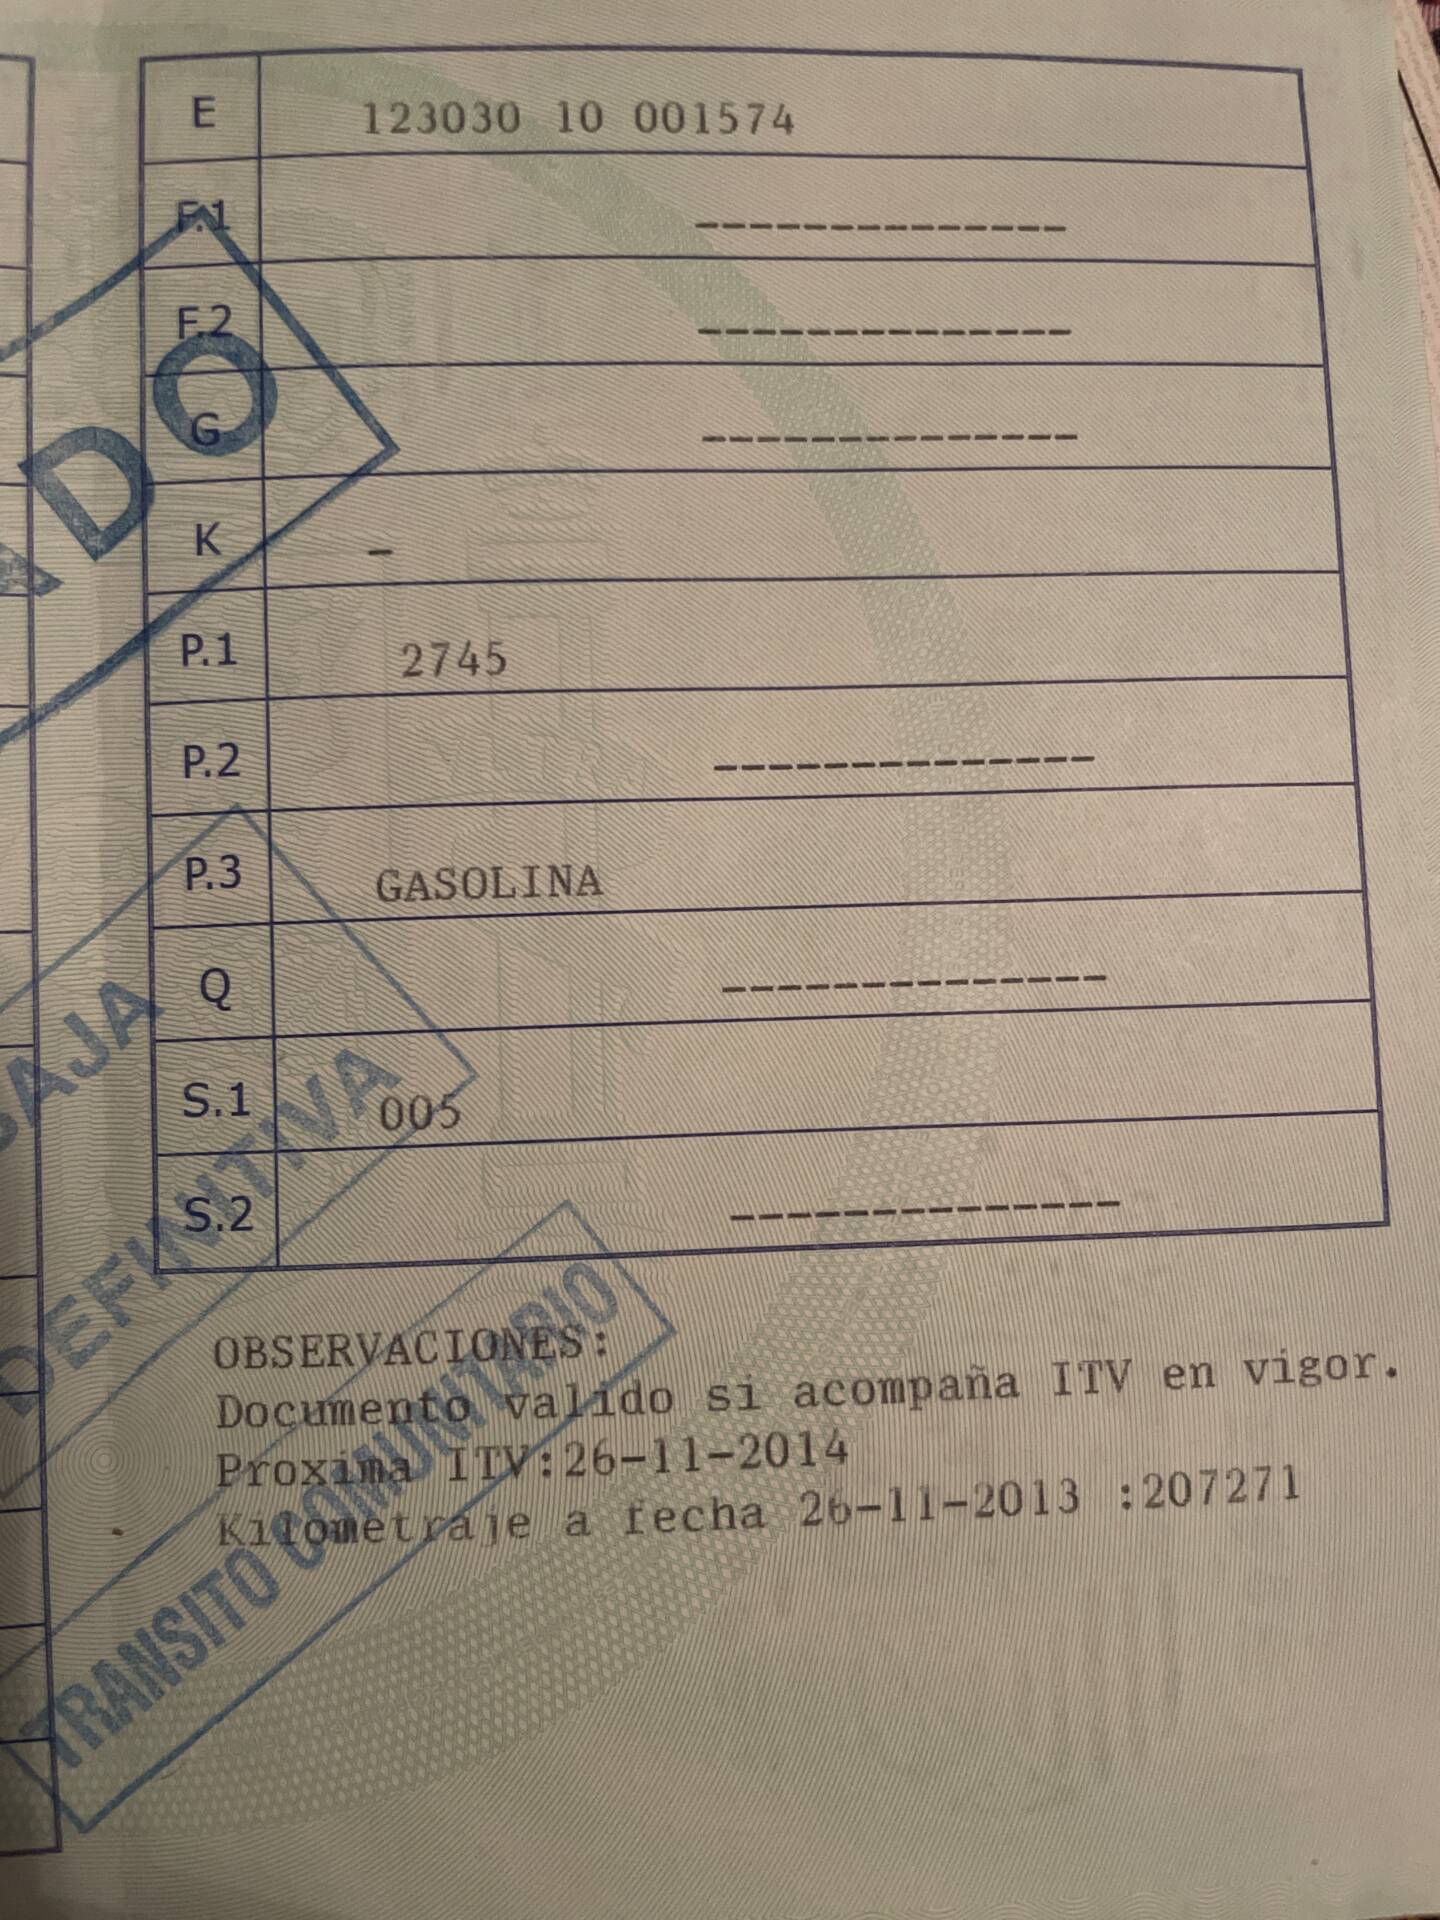 E 123030 10 001574
F.1 --------------
F.2 --------------
G --------------
K -
P.1 2745
P.2 --------------
P.3 GASOLINA
Q --------------
S.1 005
S.2 --------------
ADO
BAJA
DEFINITIVA
TRANSITO COMUNITARIO
OBSERVACIONES:
Documento valido si acompaña ITV en vigor.
Proxima ITV:26-11-2014
Kilometraje a fecha 26-11-2013 :207271